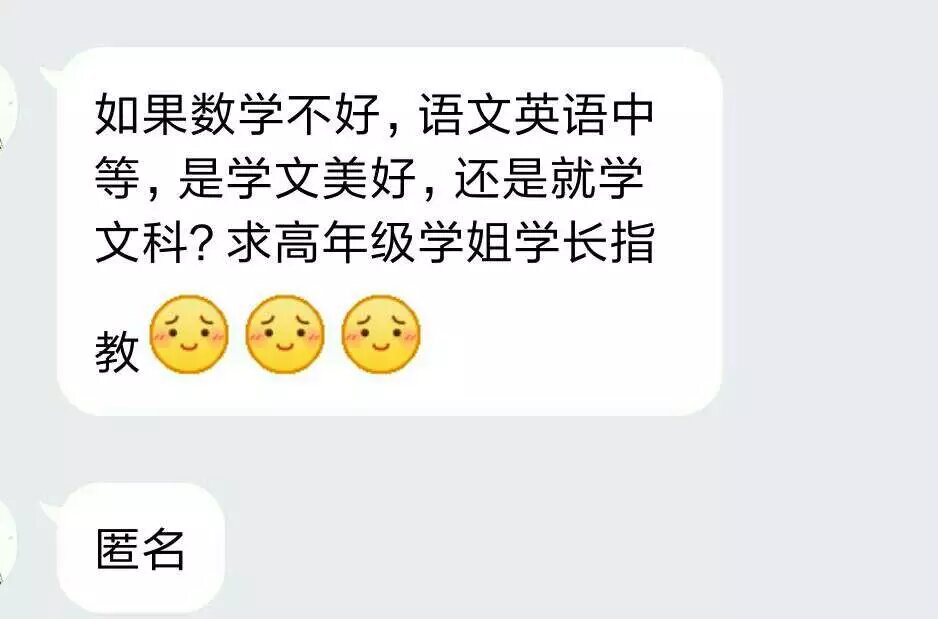 如果数学不好，语文英语中
等，是学文美好，还是就学
文科？求高年级学姐学长指
教
匿名